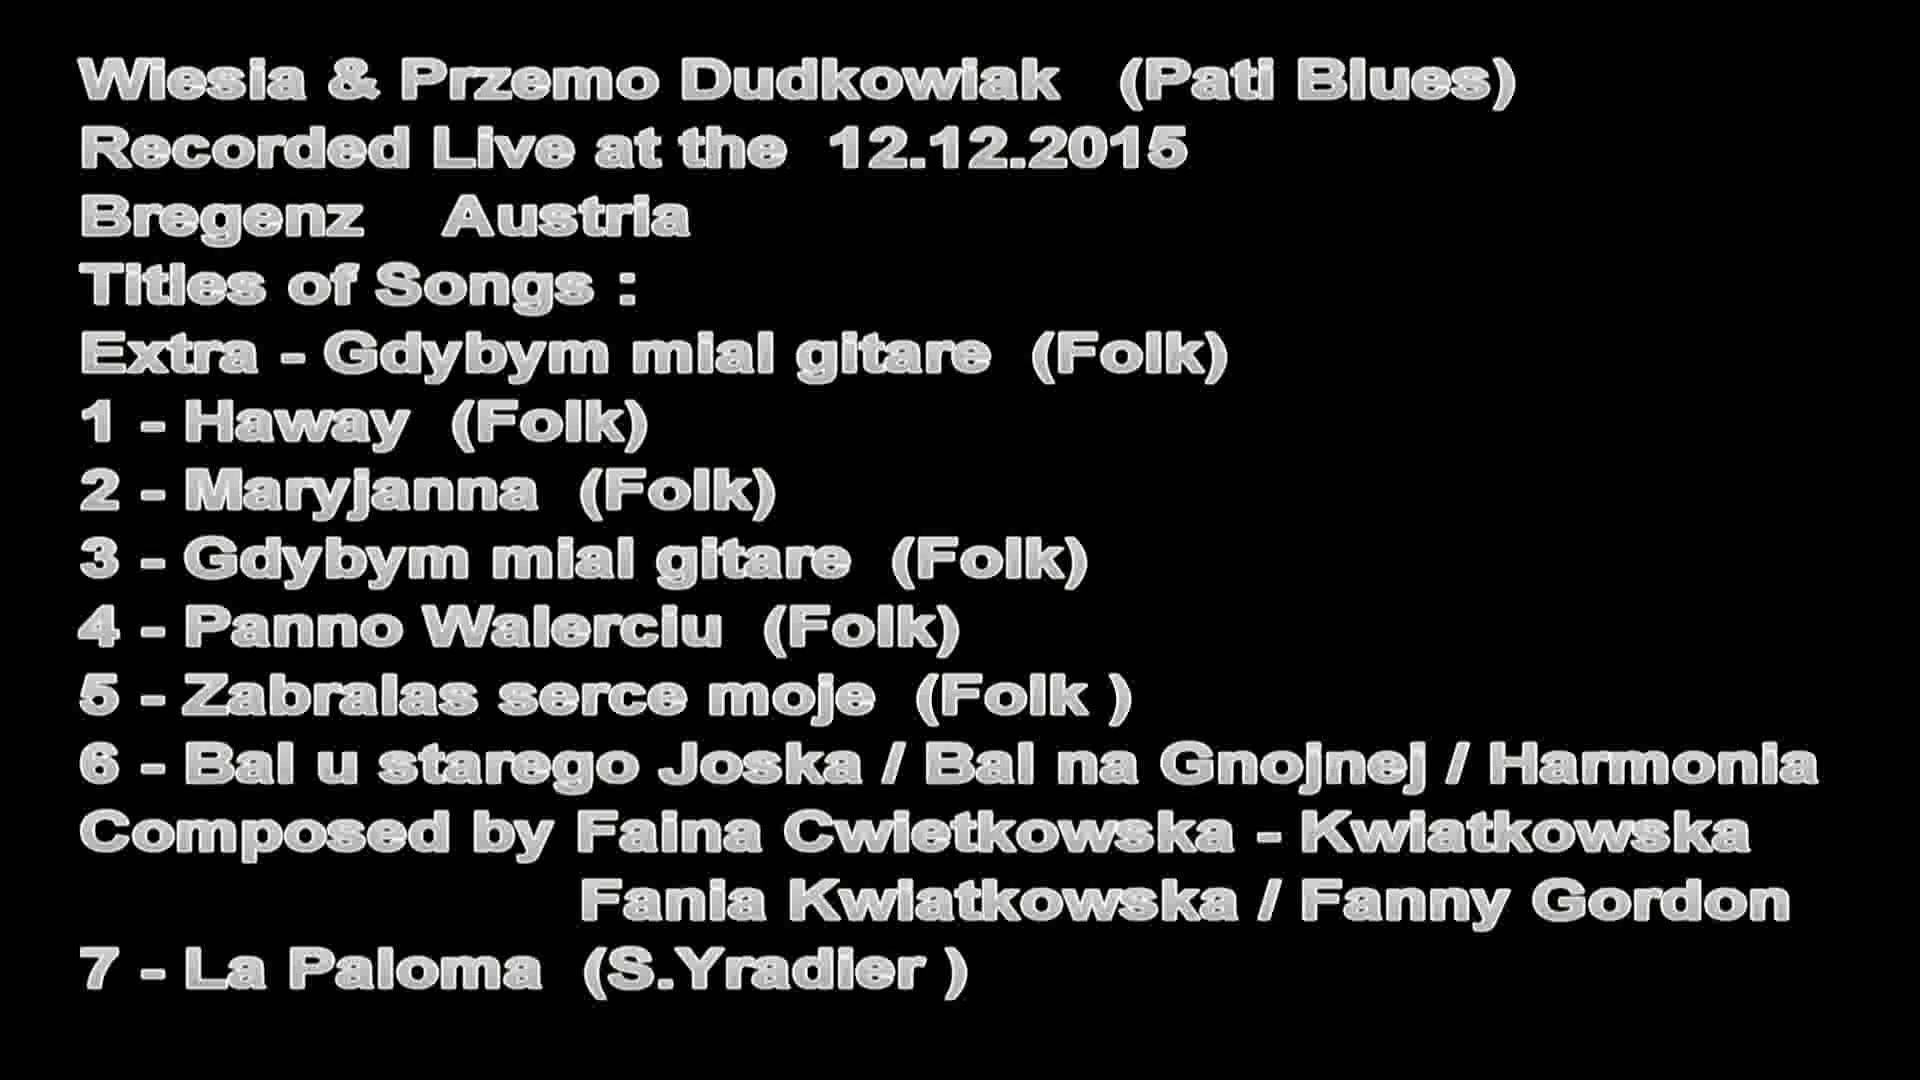 Wiesia & Przemo Dudkowiak (Pati Blues)
Recorded Live at the 12.12.2015
Bregenz Austria
Titles of Songs :
Extra - Gdybym mial gitare (Folk)
1 - Haway (Folk)
2 - Maryjanna (Folk)
3 - Gdybym mial gitare (Folk)
4 - Panno Walerciu (Folk)
5 - Zabralas serce moje (Folk )
6 - Bal u starego Joska / Bal na Gnojnej / Harmonia
Composed by Faina Cwietkowska - Kwiatkowska
Fania Kwiatkowska / Fanny Gordon
7 - La Paloma (S.Yradier )